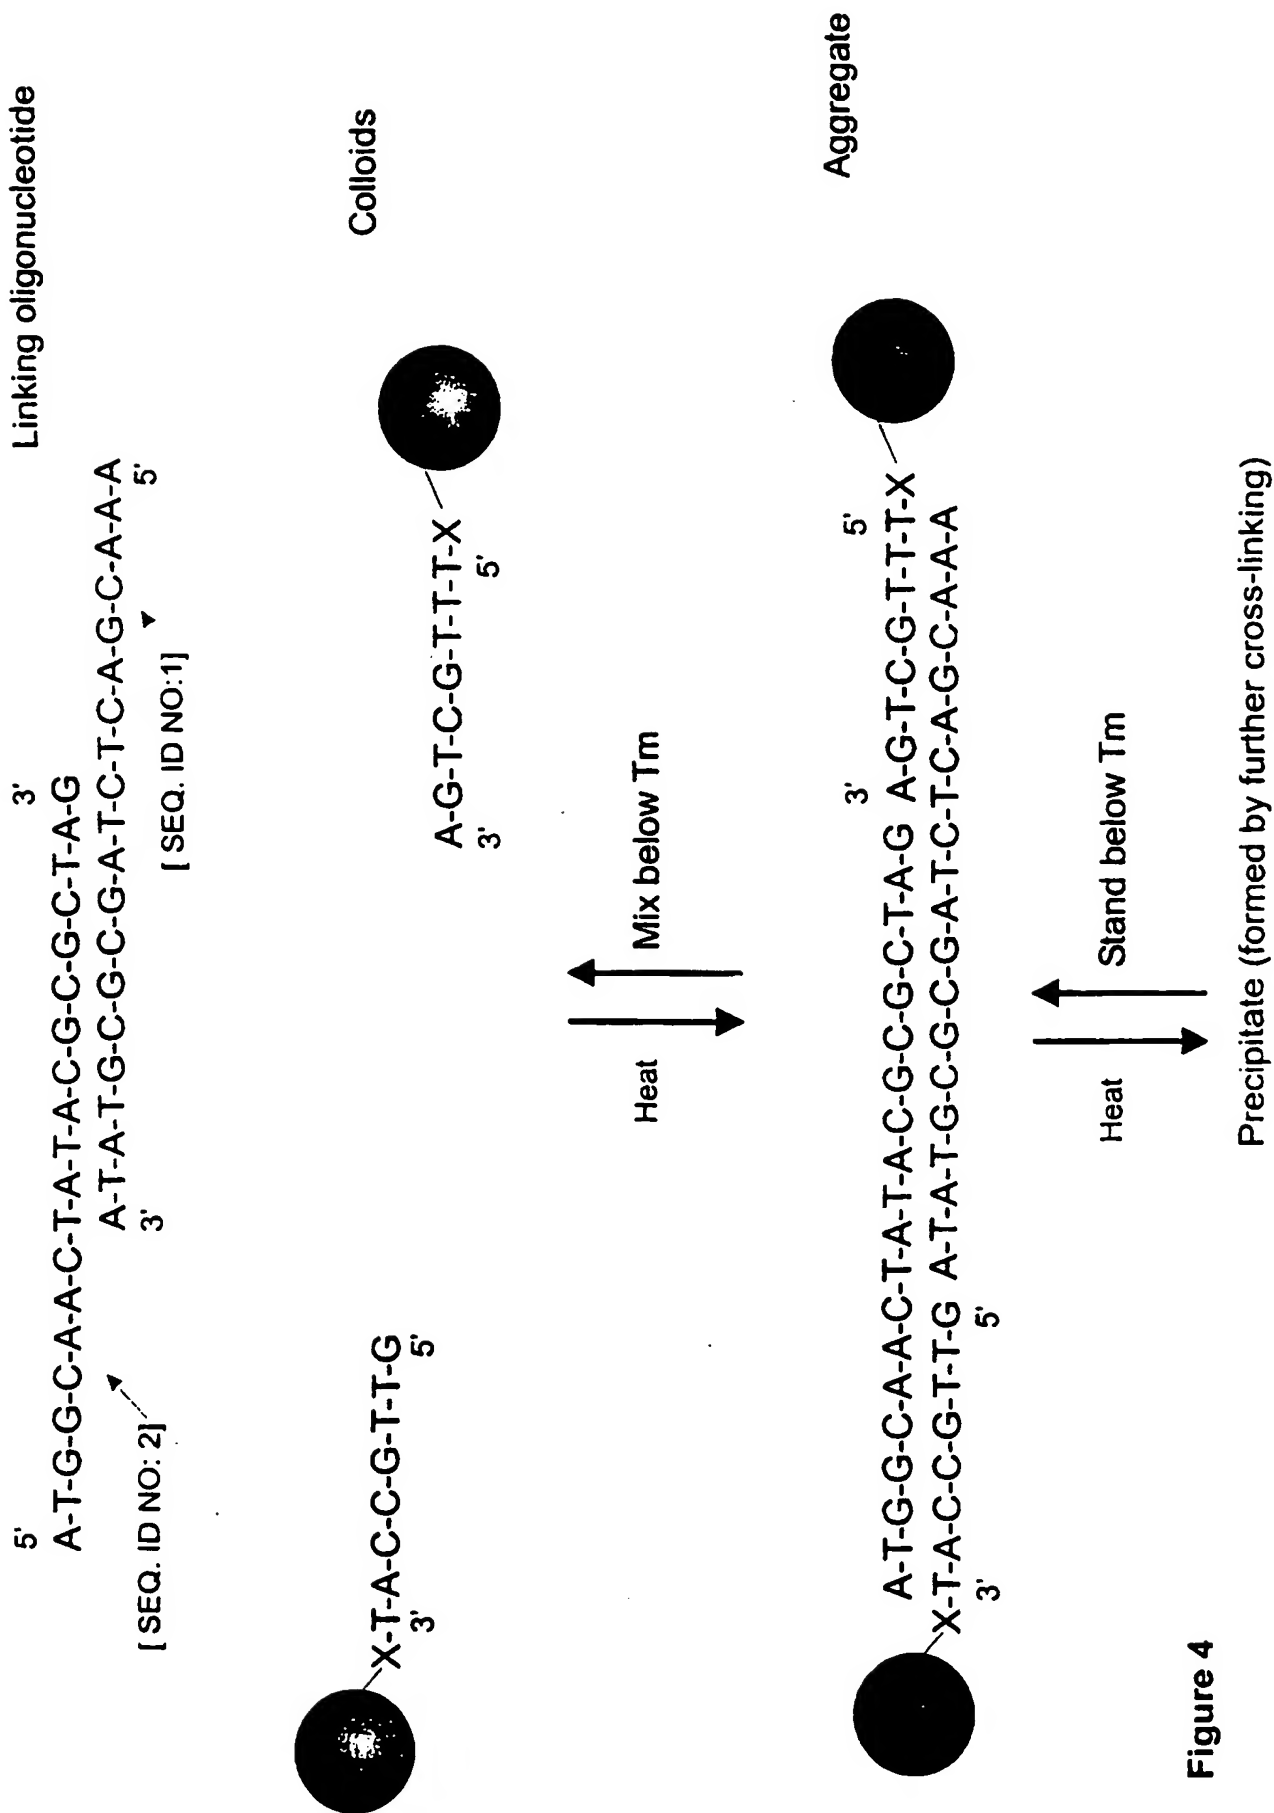 Linking oligonucleotide
5' 3'
A-T-G-G-C-A-A-C-T-A-T-A-C-G-C-G-C-T-A-G
A-T-A-T-G-C-G-C-G-A-T-C-T-C-A-G-C-A-A-A
3' 5'
[SEQ. ID NO: 2]
[SEQ. ID NO:1]
Colloids
X-T-A-C-C-G-T-T-G
3' 5'
A-G-T-C-G-T-T-T-X
3' 5'
Heat
Mix below Tm
Aggregate
3' 5'
A-T-G-G-C-A-A-C-T-A-T-A-C-G-C-G-C-T-A-G A-G-T-C-G-T-T-T-X
X-T-A-C-C-G-T-T-G A-T-A-T-G-C-G-C-G-A-T-C-T-C-A-G-C-A-A-A
3' 5'
Heat
Stand below Tm
Precipitate (formed by further cross-linking)
Figure 4